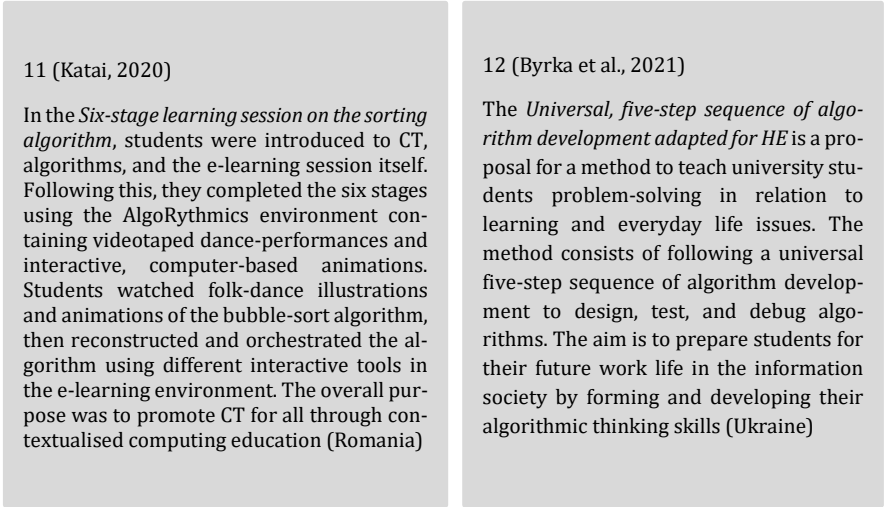 11 (Katai, 2020)
In the Six-stage learning session on the sorting
algorithm, students were introduced to CT,
algorithms, and the e-learning session itself.
Following this, they completed the six stages
using the AlgoRythmics environment con-
taining videotaped dance-performances and
interactive, computer-based animations.
Students watched folk-dance illustrations
and animations of the bubble-sort algorithm,
then reconstructed and orchestrated the al-
gorithm using different interactive tools in
the e-learning environment. The overall pur-
pose was to promote CT for all through con-
textualised computing education (Romania)
12 (Byrka et al., 2021)
The Universal, five-step sequence of algo-
rithm development adapted for HE is a pro-
posal for a method to teach university stu-
dents problem-solving in relation to
learning and everyday life issues. The
method consists of following a universal
five-step sequence of algorithm develop-
ment to design, test, and debug algo-
rithms. The aim is to prepare students for
their future work life in the information
society by forming and developing their
algorithmic thinking skills (Ukraine)